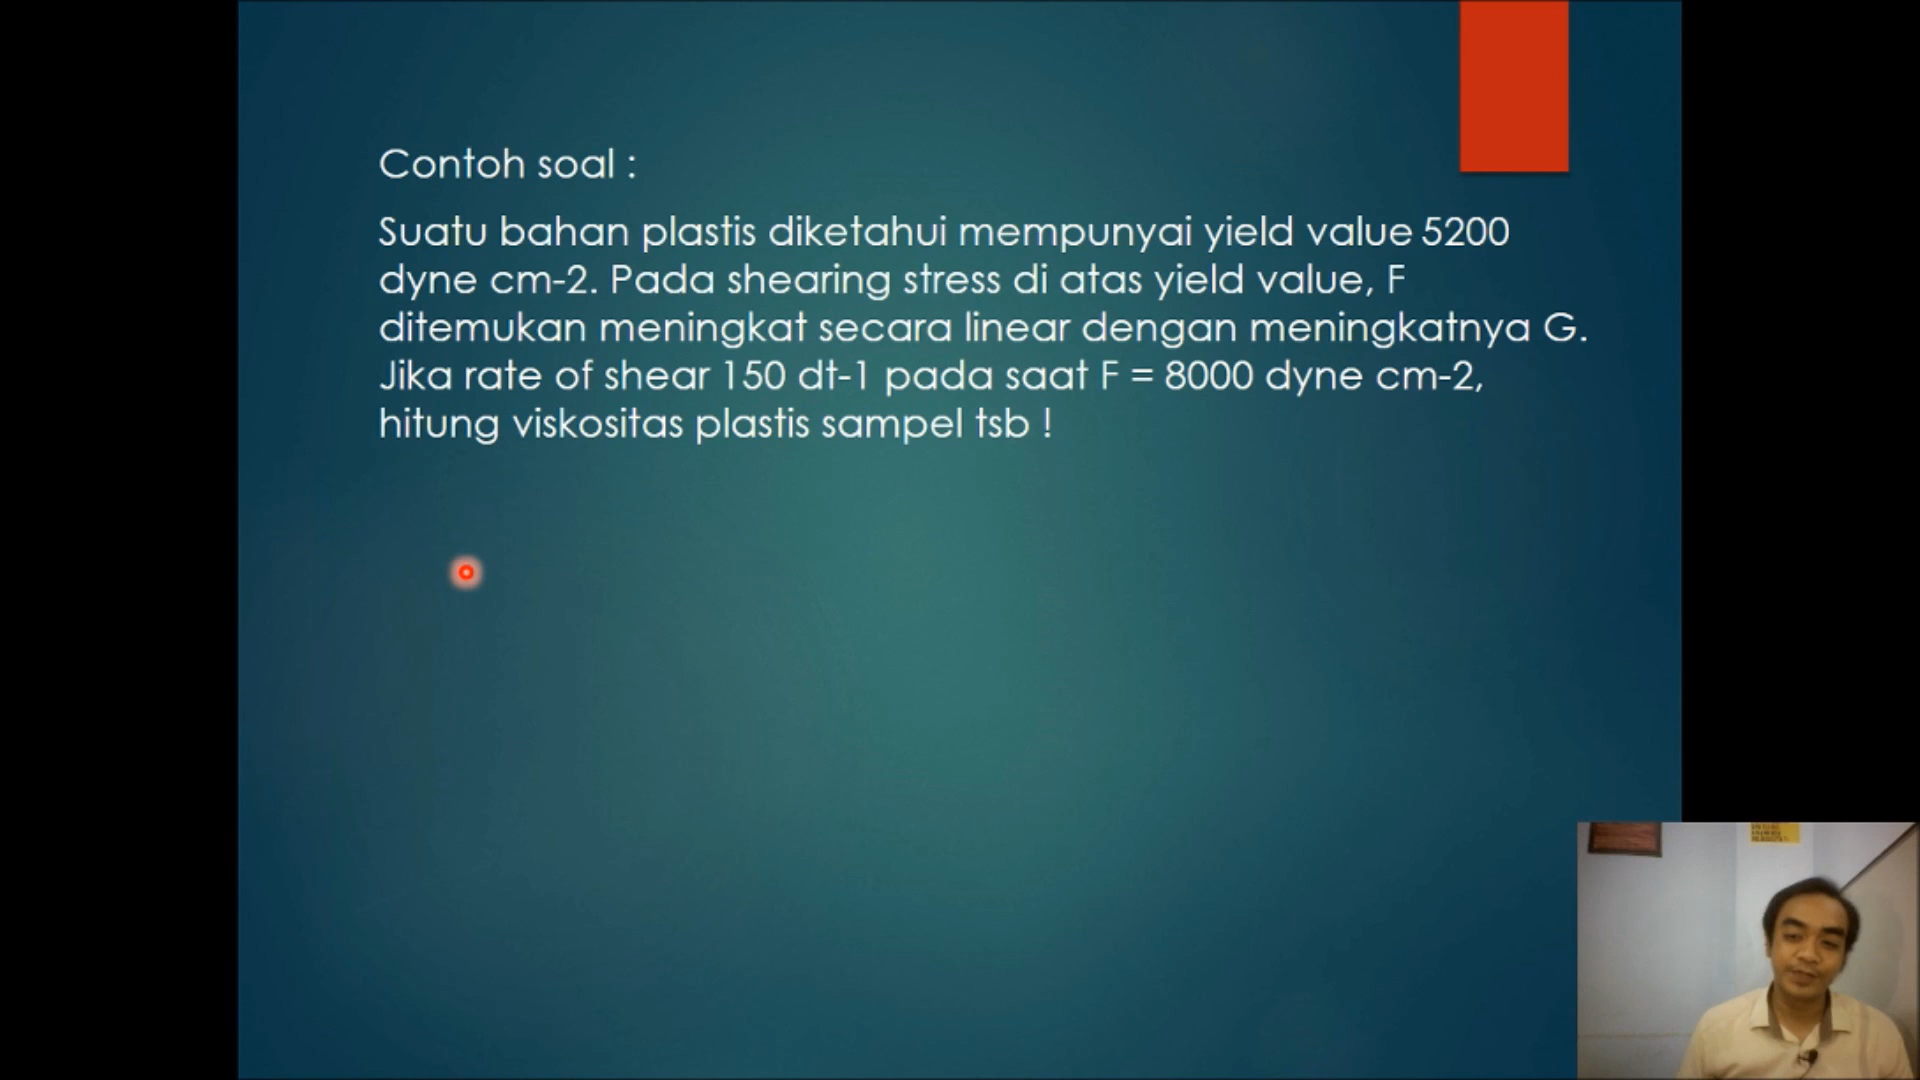 Contoh soal :
Suatu bahan plastis diketahui mempunyai yield value 5200
dyne cm-2. Pada shearing stress di atas yield value, F
ditemukan meningkat secara linear dengan meningkatnya G.
Jika rate of shear 150 dt-1 pada saat F = 8000 dyne cm-2,
hitung viskositas plastis sampel tsb !